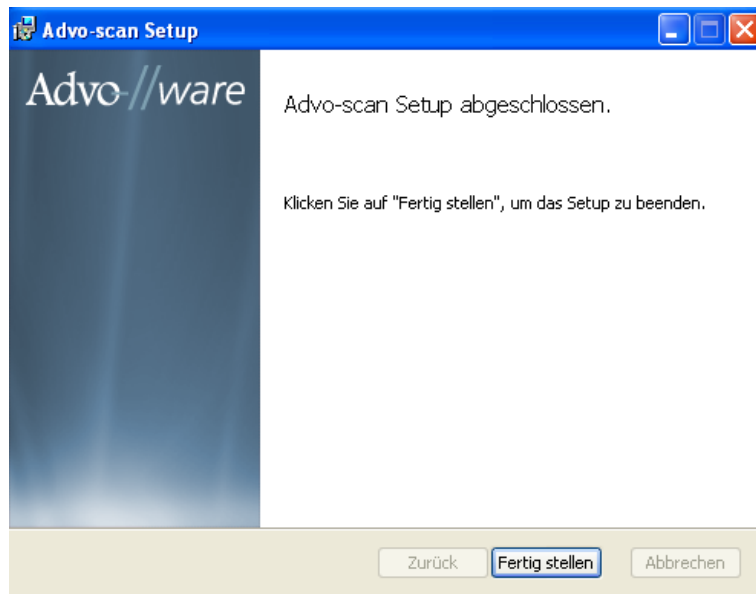 Advo-scan Setup
Advo-//ware
Advo-scan Setup abgeschlossen.
Klicken Sie auf "Fertig stellen", um das Setup zu beenden.
Zurück
Fertig stellen
Abbrechen